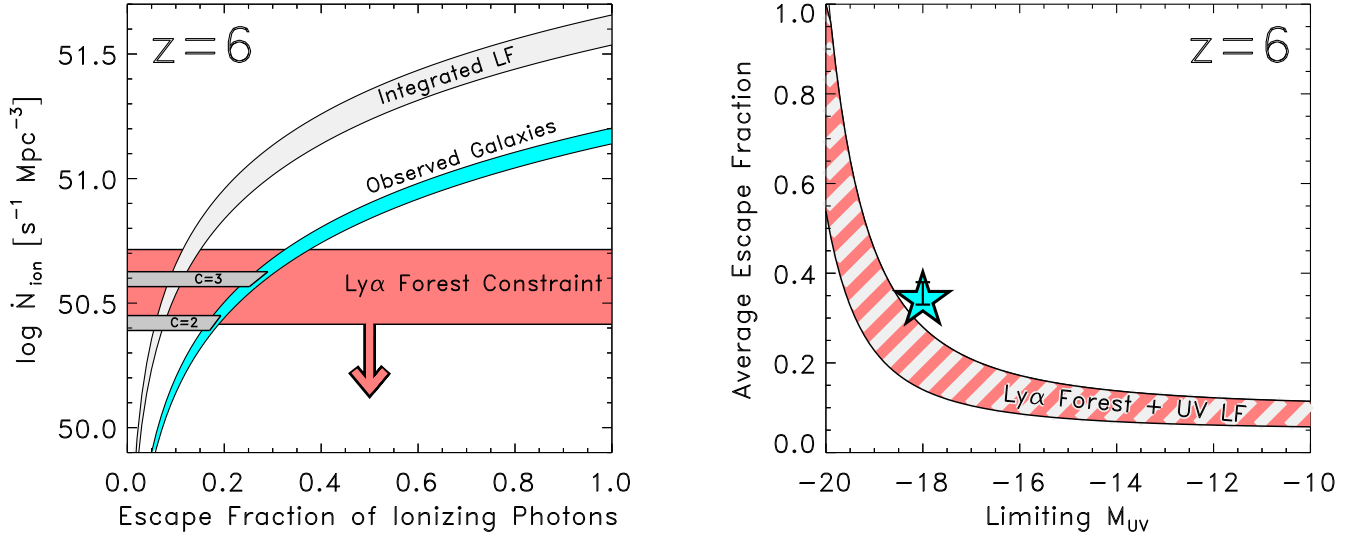 z=6
51.5
51.0
50.5
50.0
log Ṅion [s⁻¹ Mpc⁻³]
Integrated LF
Observed Galaxies
Lyα Forest Constraint
C=3
C=2
0.0 0.2 0.4 0.6 0.8 1.0
Escape Fraction of Ionizing Photons
z=6
1.0
0.8
0.6
0.4
0.2
0.0
Average Escape Fraction
Lyα Forest + UV LF
−20 −18 −16 −14 −12 −10
Limiting MUV